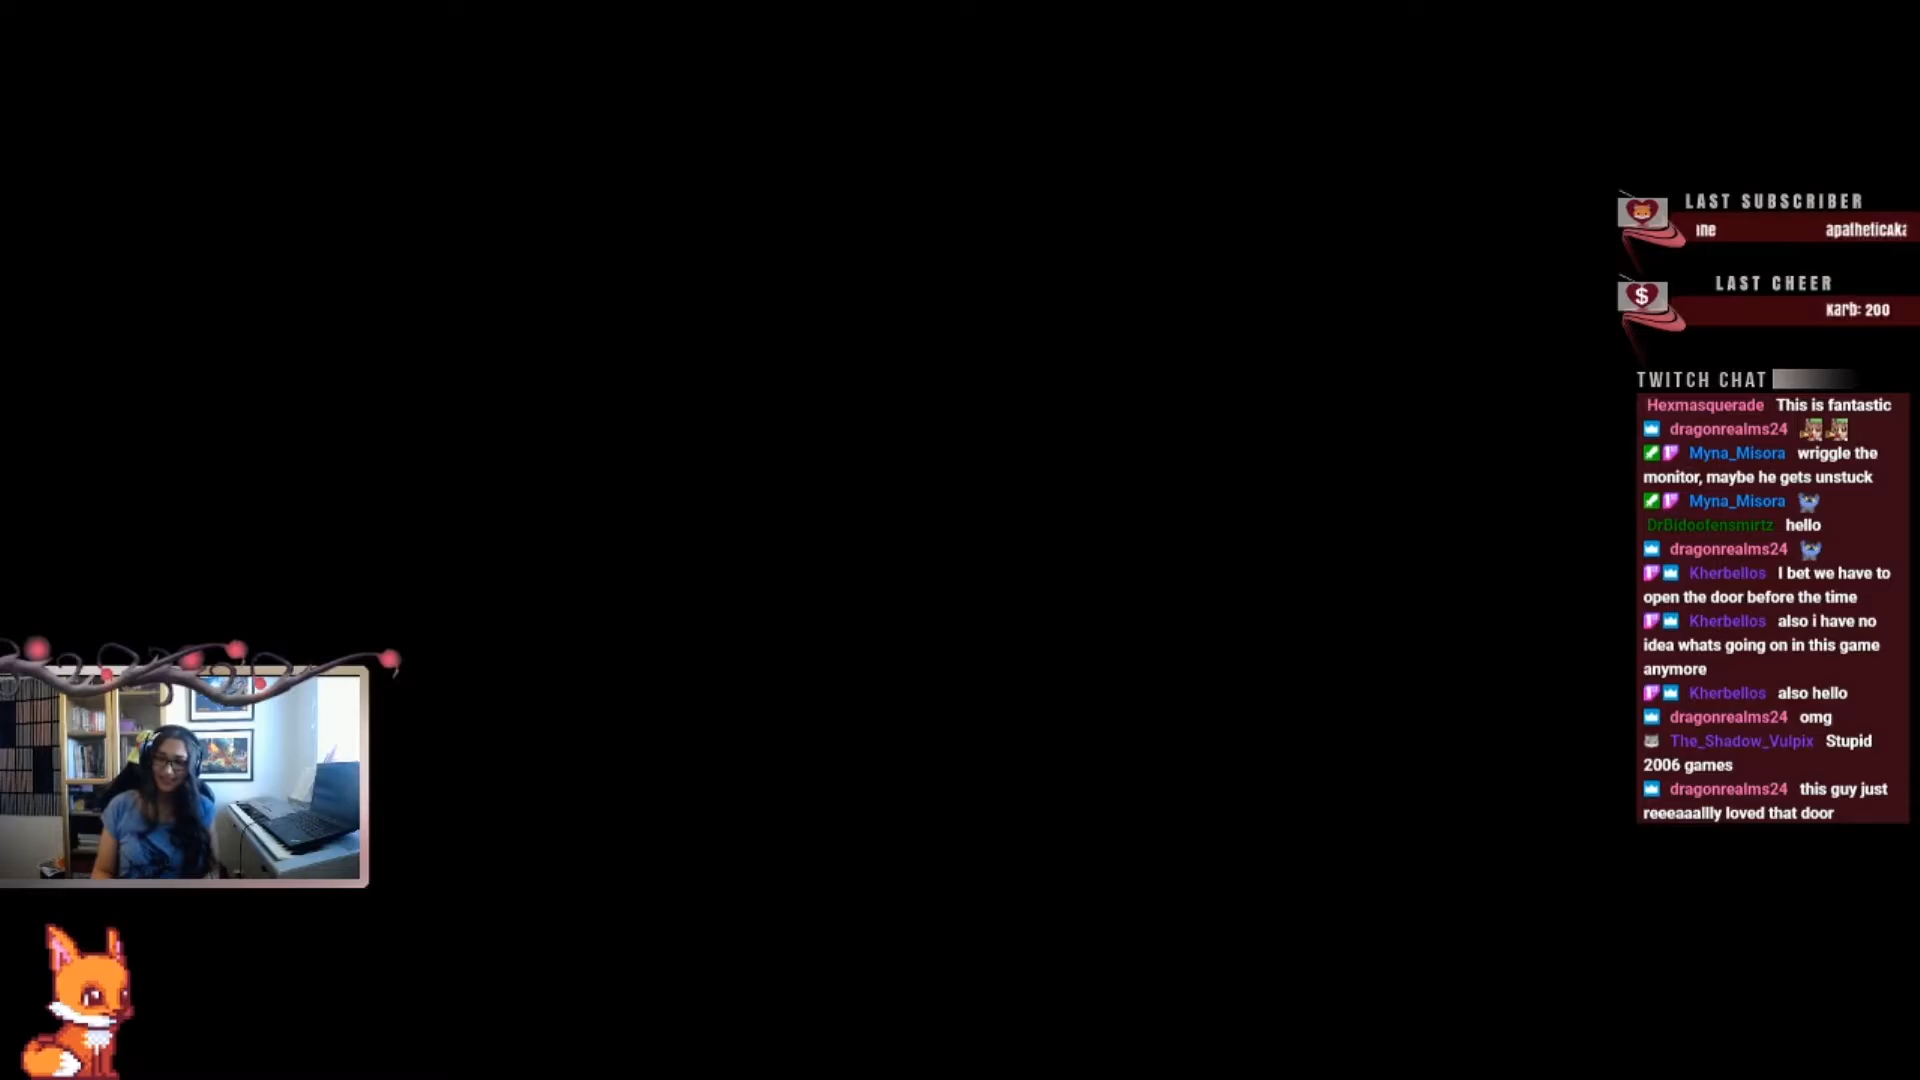 LAST SUBSCRIBER
LAST CHEER
$
Karb: 200
TWITCH CHAT
Hexmasquerade This is fantastic
dragonrealms24
Myna_Misora wriggle the
monitor, maybe he gets unstuck
Myna_Misora
DrBidoofensmirtz hello
dragonrealms24
Kherbellos I bet we have to
open the door before the time
Kherbellos also i have no
idea whats going on in this game
anymore
Kherbellos also hello
dragonrealms24 omg
The_Shadow_Vulpix Stupid
2006 games
dragonrealms24 this guy just
reeeaaallly loved that door